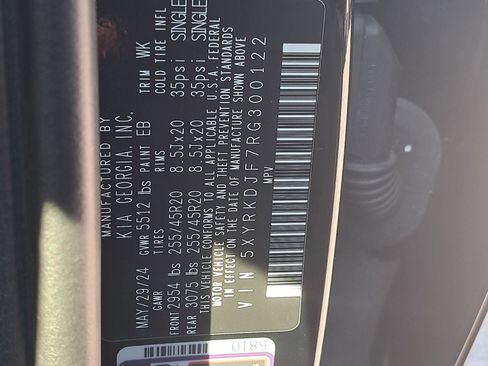 MANUFACTURED BY
KIA GEORGIA, INC.
MAY/29/24 GVWR 5512 lbs PAINT EB TRIM WK
GAWR TIRES RIMS COLD TIRE INFL
FRONT 2954 lbs 255/45R20 8.5Jx20 35psi SINGLE
REAR 3075 lbs 255/45R20 8.5Jx20 35psi SINGLE
THIS VEHICLE CONFORMS TO ALL APPLICABLE U.S.A. FEDERAL
MOTOR VEHICLE SAFETY AND THEFT PREVENTION STANDARDS
IN EFFECT ON THE DATE OF MANUFACTURE SHOWN ABOVE
VIN 5XYRKDJF7RG300122
MPV
5810